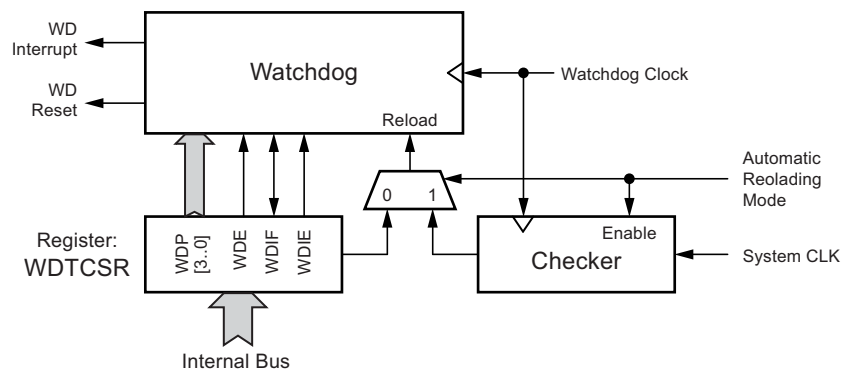 WD
Interrupt
WD
Reset
Watchdog
Reload
Watchdog Clock
Automatic
Reolading
Mode
0
1
Register:
WDTCSR
WDP
[3..0]
WDE
WDIF
WDIE
Enable
Checker
System CLK
Internal Bus